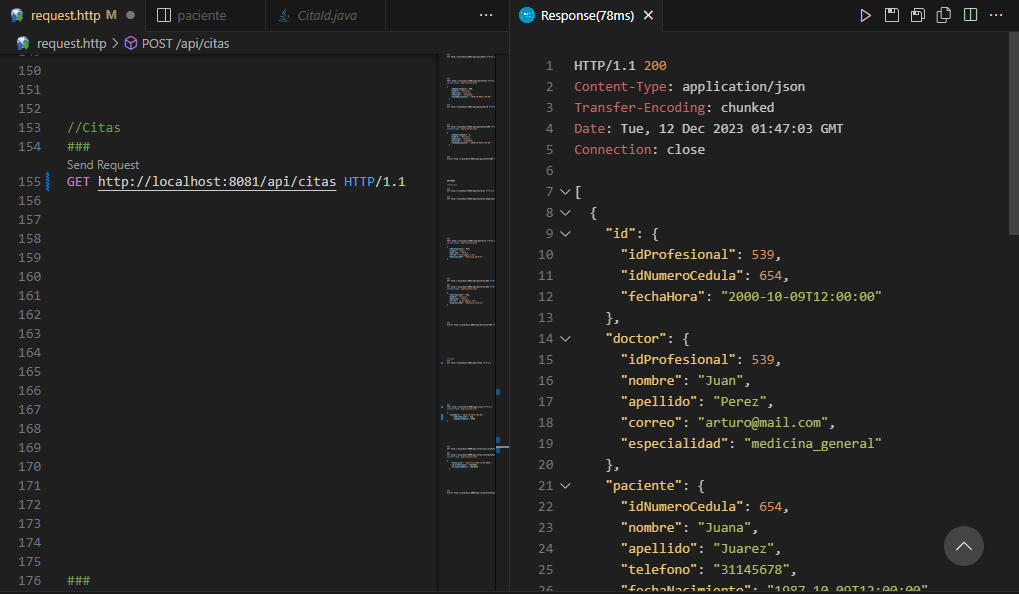 request.http M
paciente
CitaId.java
request.http > POST /api/citas
150
151
152
153 //Citas
154 ###
Send Request
155 GET http://localhost:8081/api/citas HTTP/1.1
156
157
158
159
160
161
162
163
164
165
166
167
168
169
170
171
172
173
174
175
176 ###
Response(78ms)
1 HTTP/1.1 200
2 Content-Type: application/json
3 Transfer-Encoding: chunked
4 Date: Tue, 12 Dec 2023 01:47:03 GMT
5 Connection: close
6
7 [
8 {
9 "id": {
10 "idProfesional": 539,
11 "idNumeroCedula": 654,
12 "fechaHora": "2000-10-09T12:00:00"
13 },
14 "doctor": {
15 "idProfesional": 539,
16 "nombre": "Juan",
17 "apellido": "Perez",
18 "correo": "arturo@mail.com",
19 "especialidad": "medicina_general"
20 },
21 "paciente": {
22 "idNumeroCedula": 654,
23 "nombre": "Juana",
24 "apellido": "Juarez",
25 "telefono": "31145678",
26 "fechaNacimiento": "1987-10-09T12:00:00"